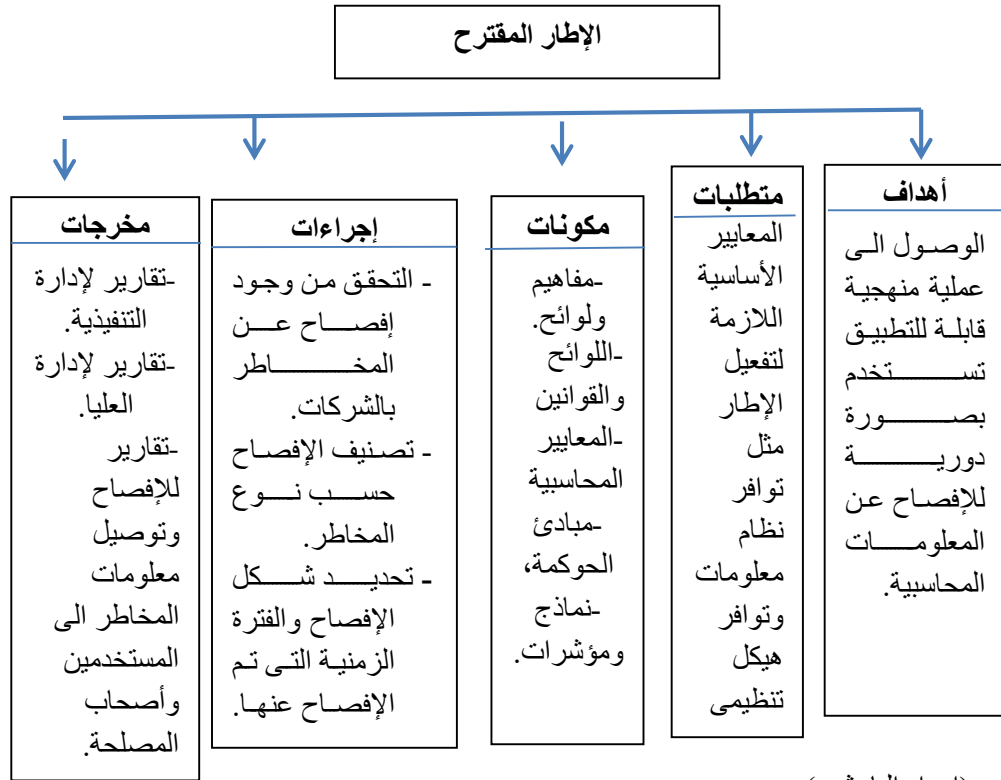 الإطار المقترح
أهداف
الوصول الى
عملية منهجية
قابلة للتطبيق
تستخدم
بصورة
دورية
للإفصاح عن
المعلومات
المحاسبية.
متطلبات
المعايير
الأساسية
اللازمة
لتفعيل
الإطار
مثل
توافر
نظام
معلومات
وتوافر
هيكل
تنظيمى
مكونات
-مفاهيم
ولوائح.
-اللوائح
والقوانين
-المعايير
المحاسبية
-مبادئ
الحوكمة،
-نماذج
ومؤشرات.
إجراءات
- التحقق من وجود
إفصاح عن
المخاطر
بالشركات.
- تصنيف الإفصاح
حسب نوع
المخاطر.
- تحديد شكل
الإفصاح والفترة
الزمنية التى تم
الإفصاح عنها.
مخرجات
-تقارير لإدارة
التنفيذية.
-تقارير لإدارة
العليا.
-تقارير
للإفصاح
وتوصيل
معلومات
المخاطر الى
المستخدمين
وأصحاب
المصلحة.